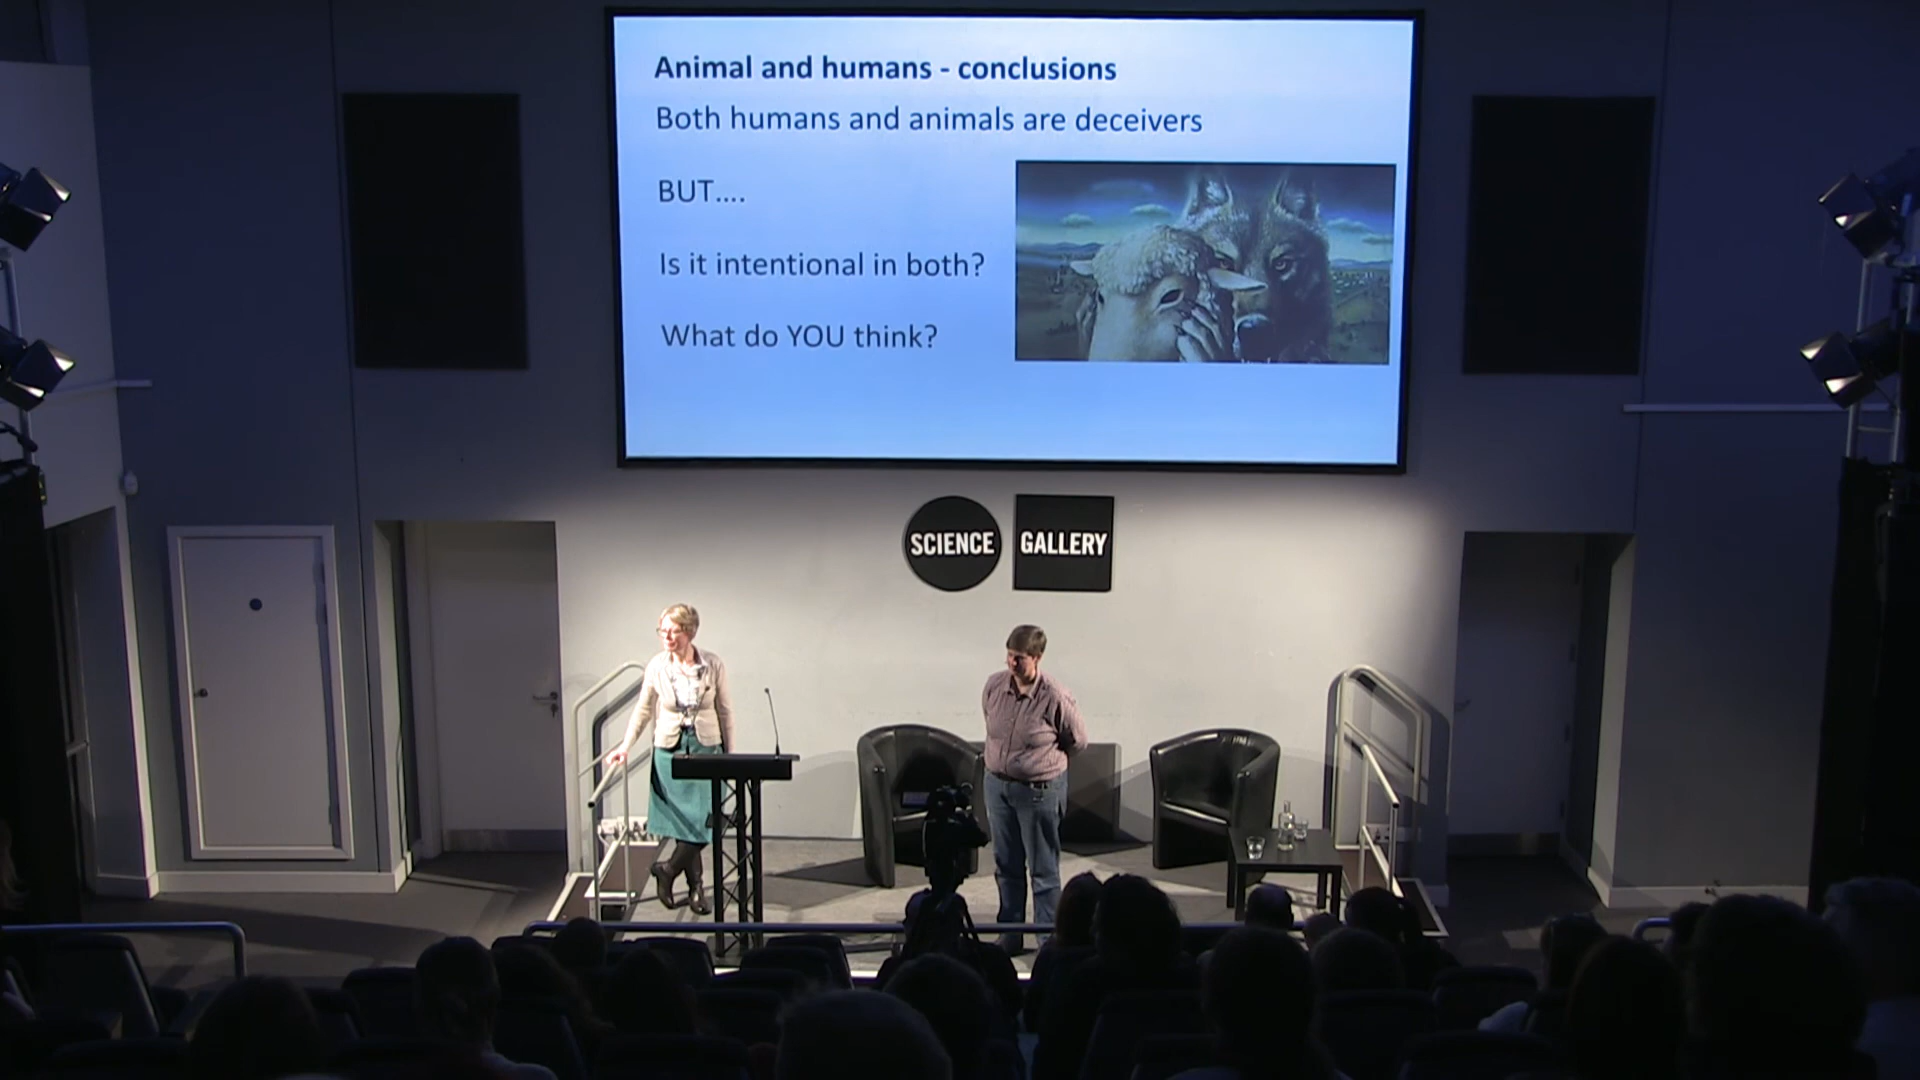 Animal and humans - conclusions
Both humans and animals are deceivers
BUT....
Is it intentional in both?
What do YOU think?
SCIENCE GALLERY